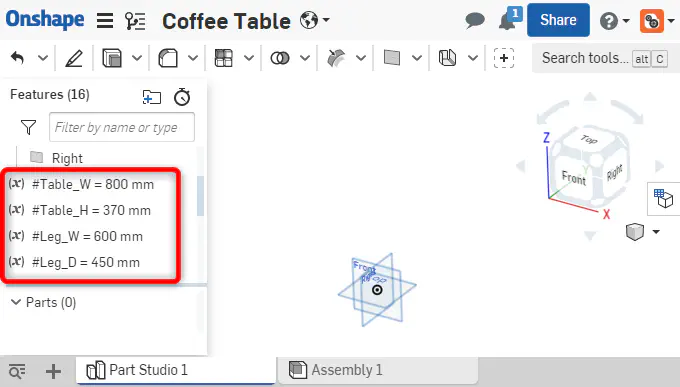 Onshape Coffee Table 1 Share
Search tools... alt C
Features (16)
Filter by name or type
Right
(x) #Table_W = 800 mm
(x) #Table_H = 370 mm
(x) #Leg_W = 600 mm
(x) #Leg_D = 450 mm
Parts (0)
Z
Top
Front
Right
X
Front
Top
Part Studio 1
Assembly 1